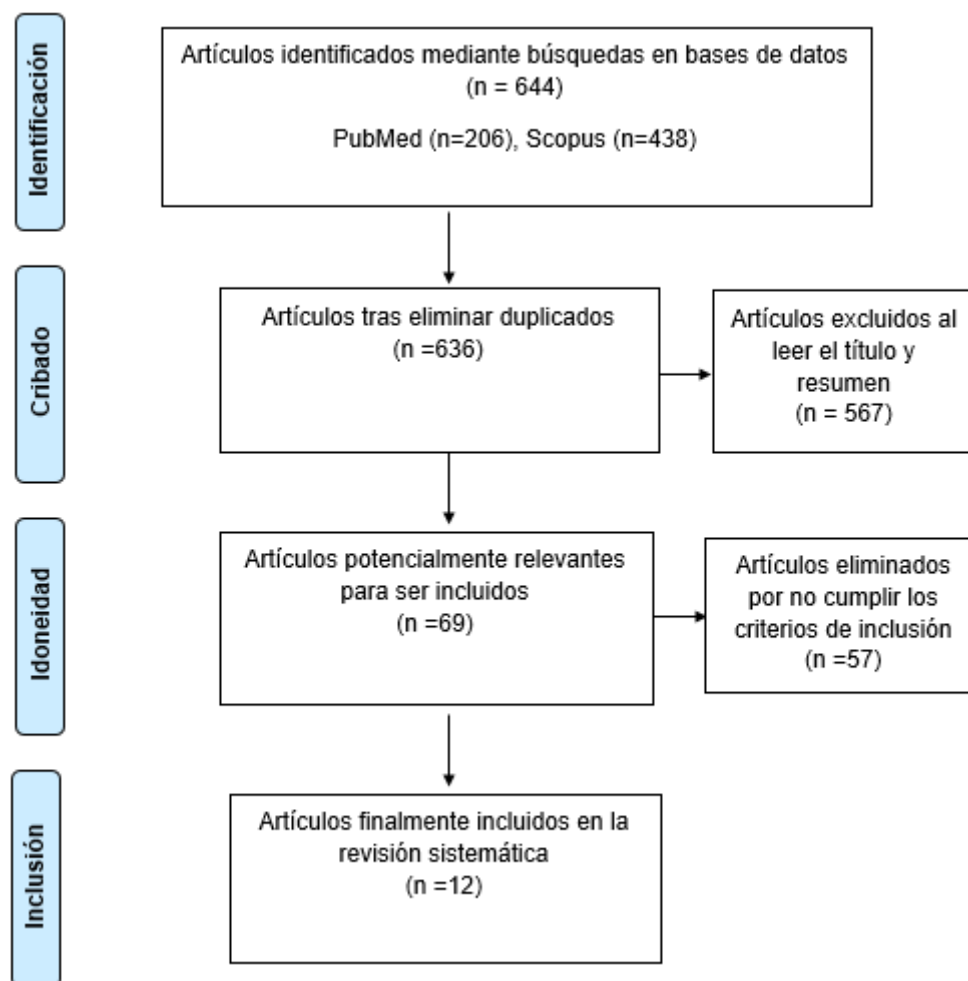 Identificación
Artículos identificados mediante búsquedas en bases de datos
(n = 644)
PubMed (n=206), Scopus (n=438)
Cribado
Artículos tras eliminar duplicados
(n =636)
Artículos excluidos al
leer el título y
resumen
(n = 567)
Idoneidad
Artículos potencialmente relevantes
para ser incluidos
(n =69)
Artículos eliminados
por no cumplir los
criterios de inclusión
(n =57)
Inclusión
Artículos finalmente incluidos en la
revisión sistemática
(n =12)